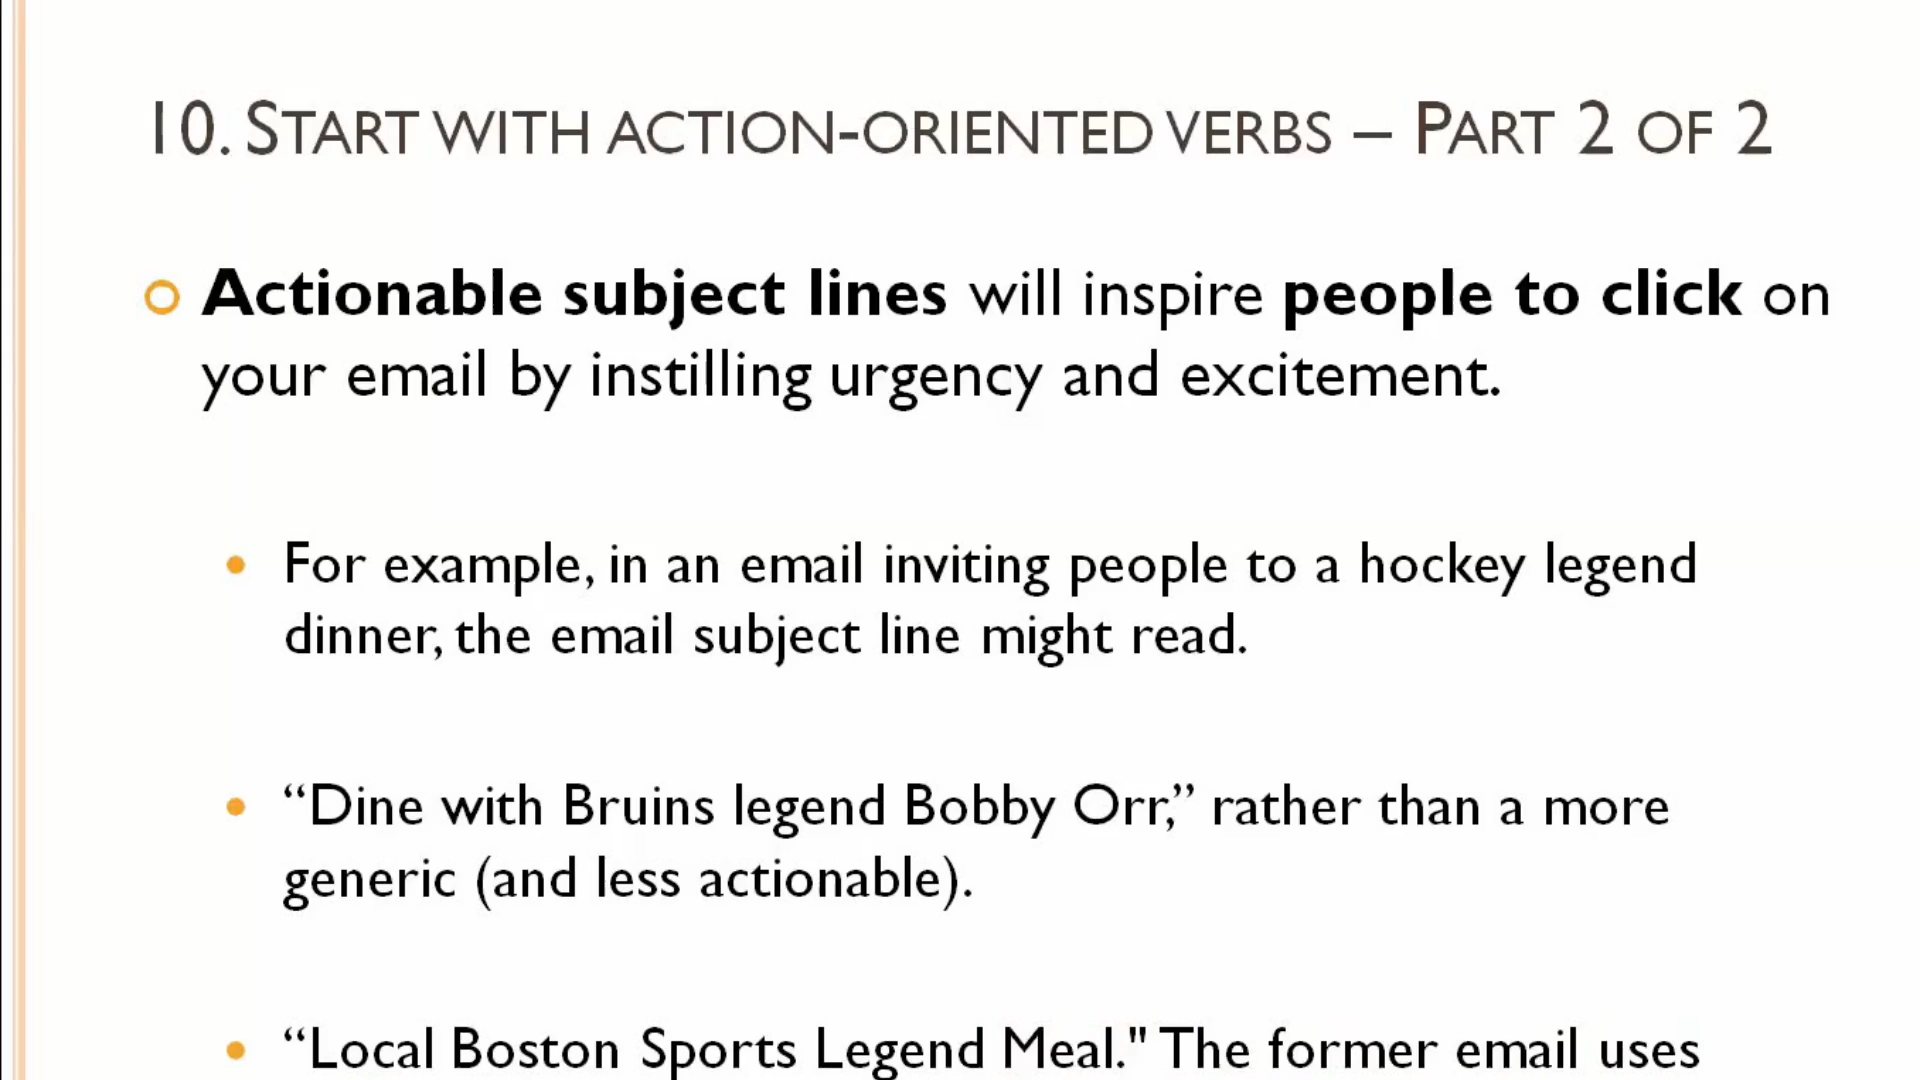 10. START WITH ACTION-ORIENTED VERBS – PART 2 OF 2
Actionable subject lines will inspire people to click on
your email by instilling urgency and excitement.
For example, in an email inviting people to a hockey legend
dinner, the email subject line might read.
“Dine with Bruins legend Bobby Orr,” rather than a more
generic (and less actionable).
“Local Boston Sports Legend Meal." The former email uses